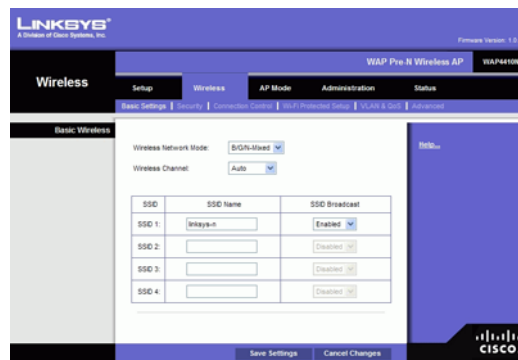 LINKSYS®
A Division of Cisco Systems, Inc.
Firmware Version: 1.0
WAP Pre-N Wireless AP WAP4410N
Wireless
Setup Wireless AP Mode Administration Status
Basic Settings | Security | Connection Control | Wi-Fi Protected Setup | VLAN & QoS | Advanced
Basic Wireless
Help...
Wireless Network Mode: B/G/N-Mixed
Wireless Channel: Auto
SSID SSID Name SSID Broadcast
SSID 1: linksys-n Enabled
SSID 2: Disabled
SSID 3: Disabled
SSID 4: Disabled
Save Settings Cancel Changes
CISCO